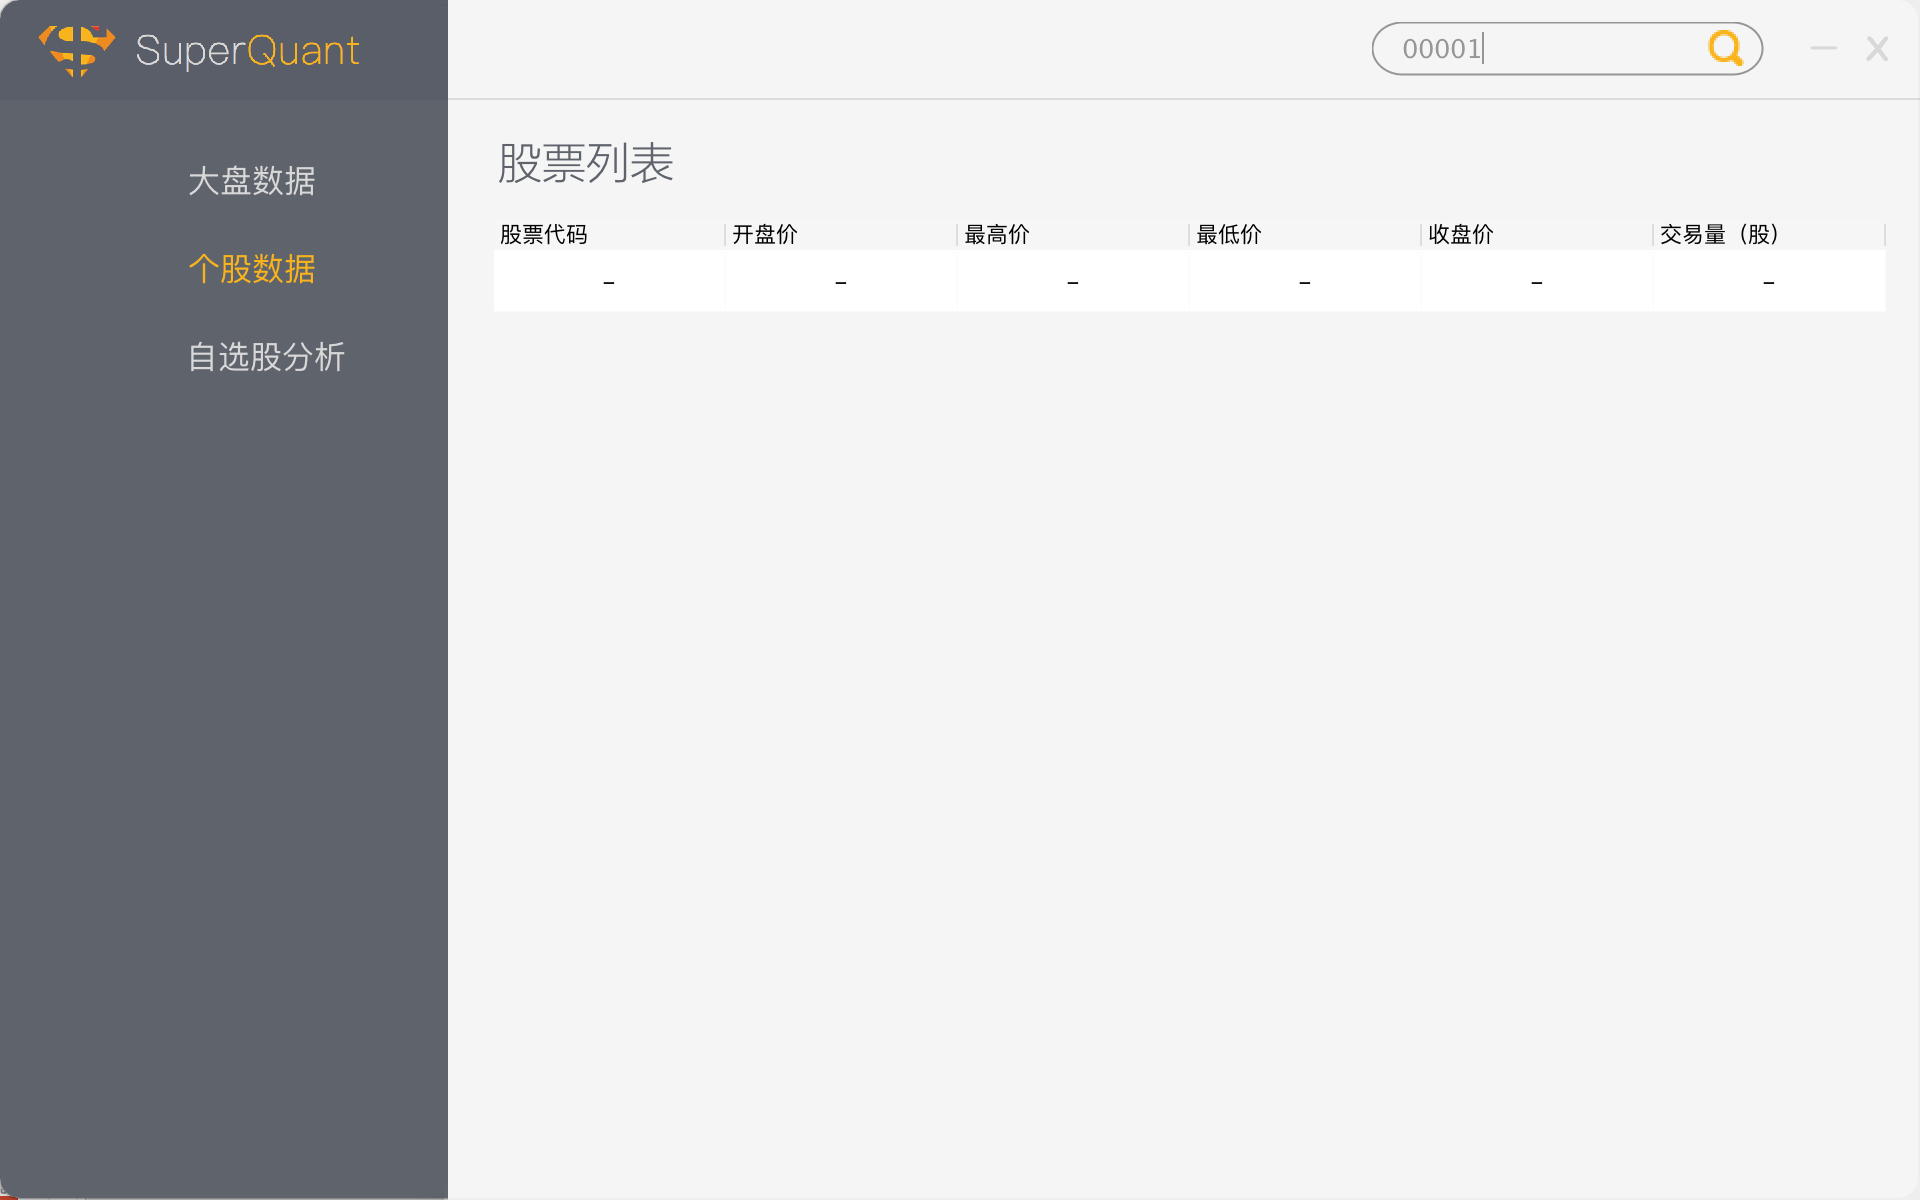 SuperQuant
00001
大盘数据
个股数据
自选股分析
股票列表
股票代码 开盘价 最高价 最低价 收盘价 交易量（股）
- - - - - -